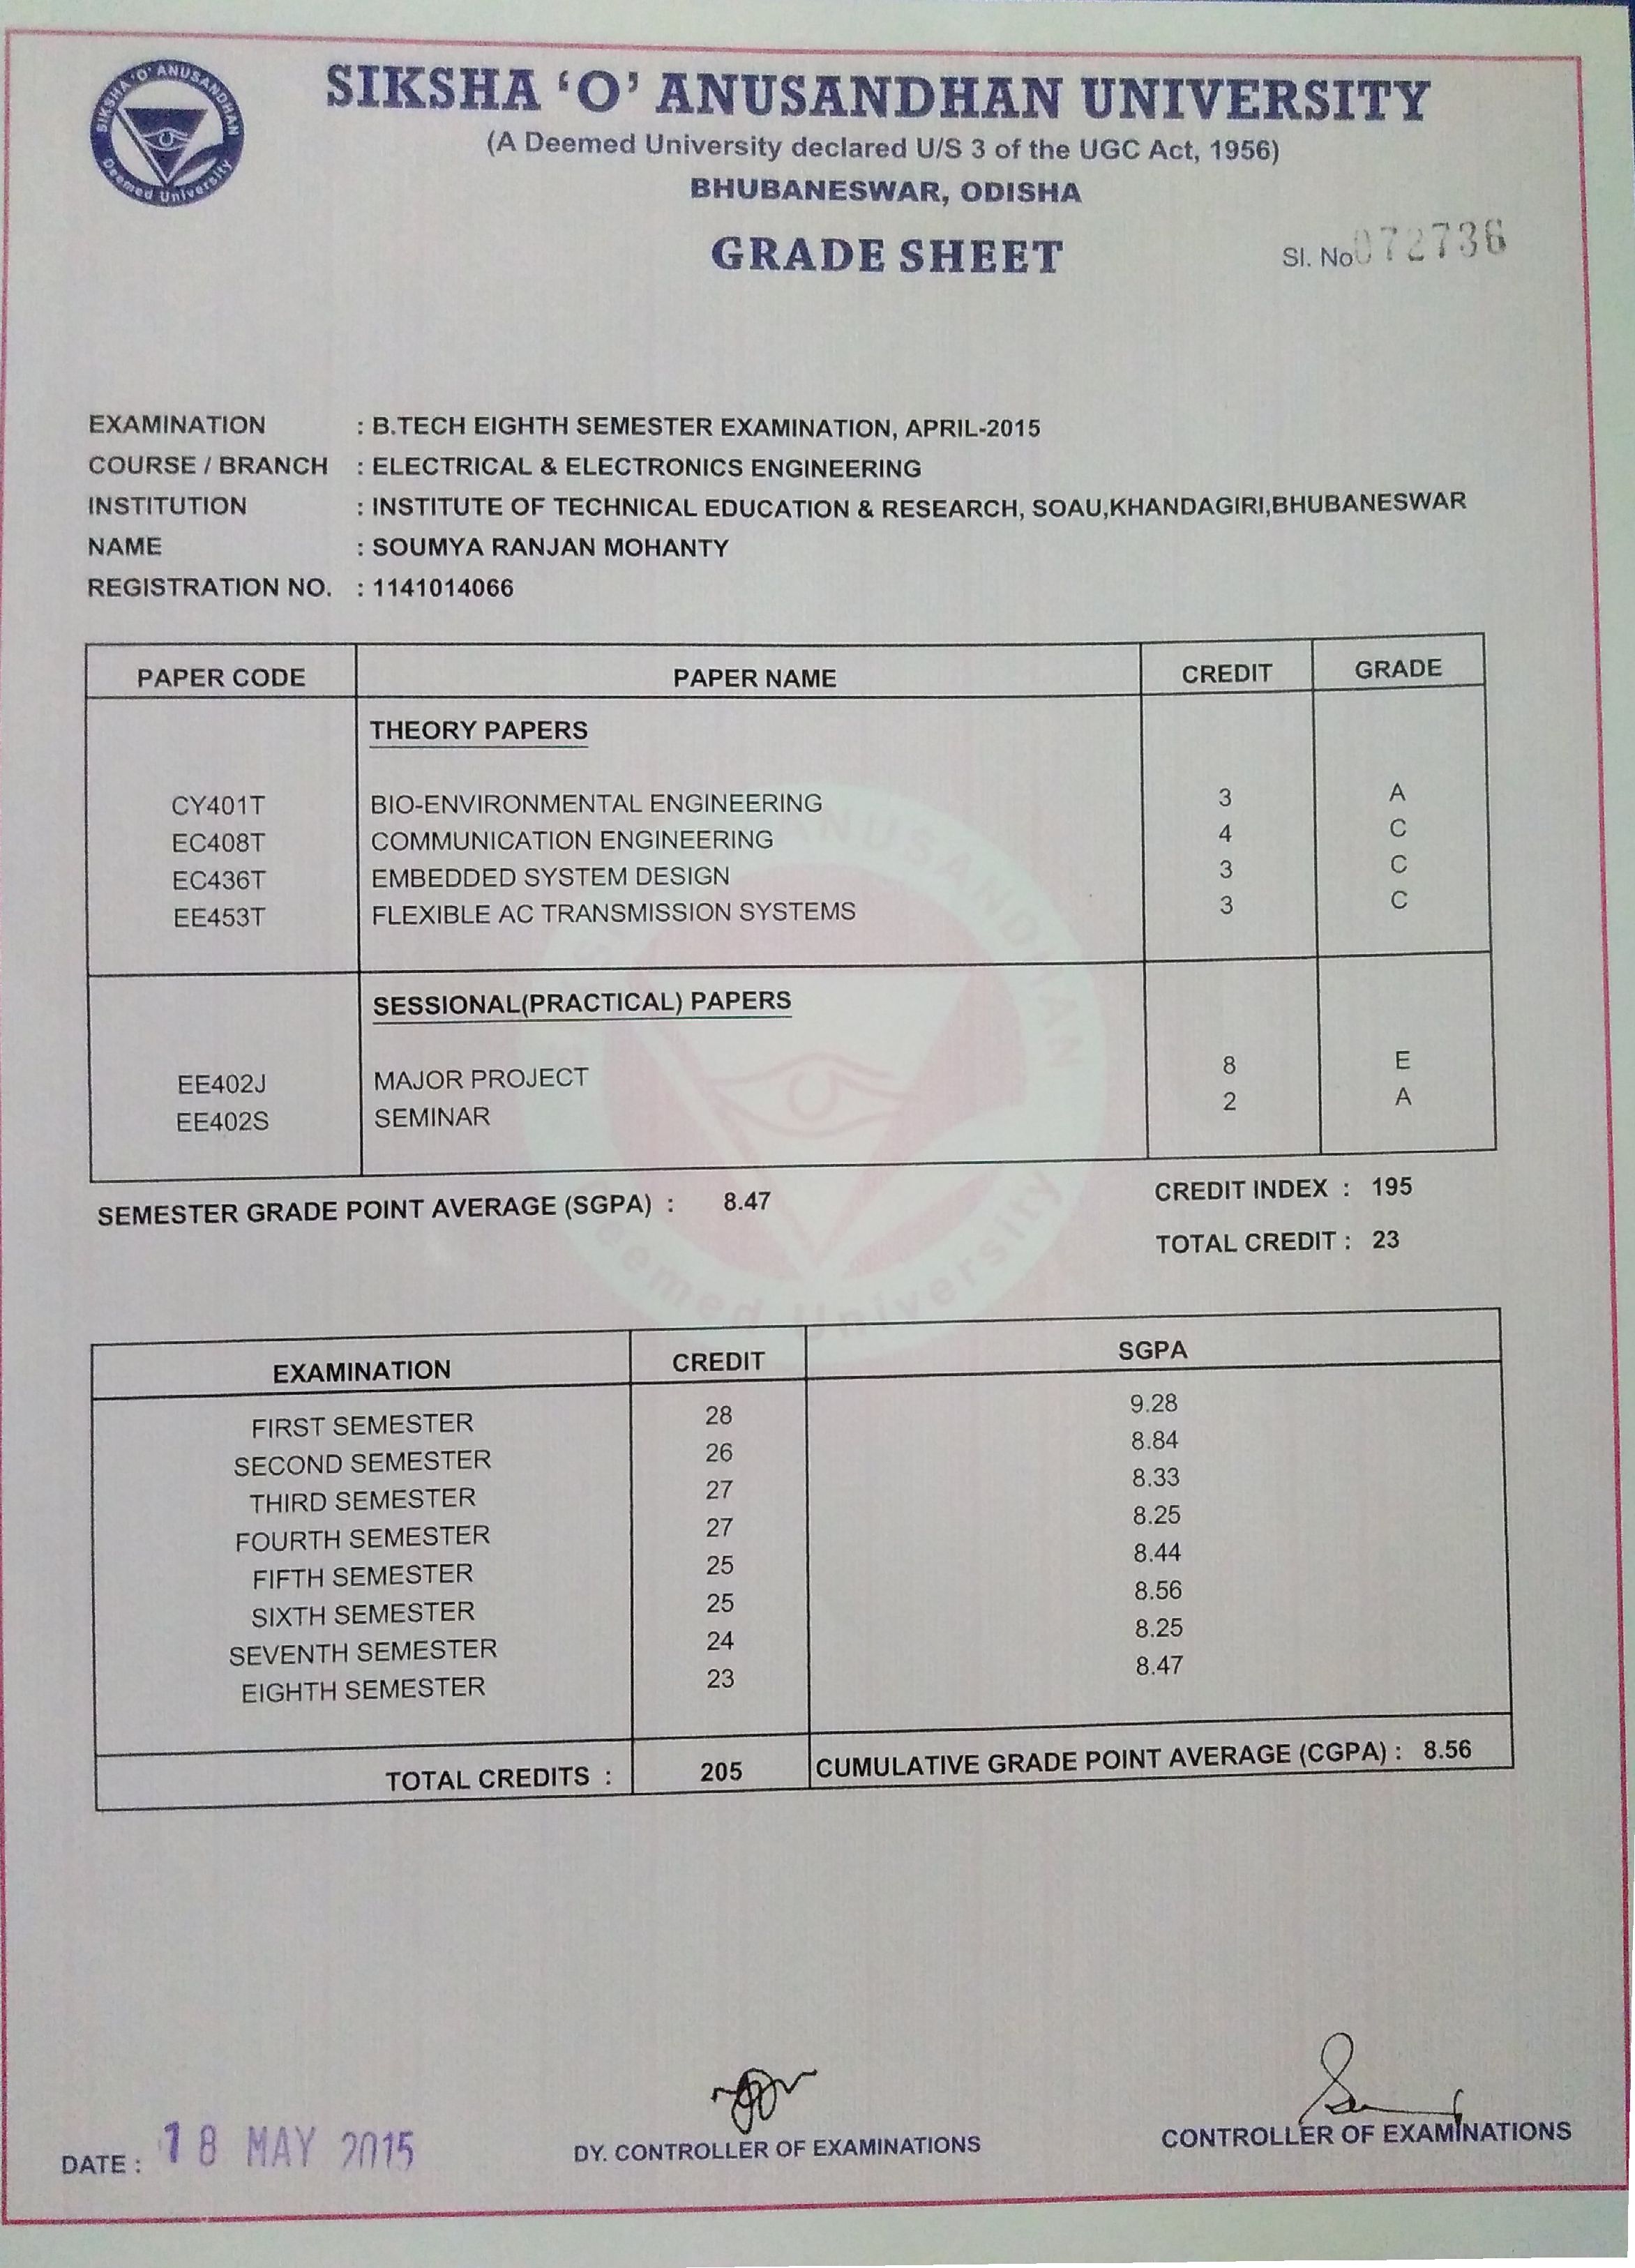 SIKSHA 'O' ANUSANDHAN
Deemed University
SIKSHA 'O' ANUSANDHAN UNIVERSITY
(A Deemed University declared U/S 3 of the UGC Act, 1956)
BHUBANESWAR, ODISHA
GRADE SHEET
SI. No 072736
EXAMINATION : B.TECH EIGHTH SEMESTER EXAMINATION, APRIL-2015
COURSE / BRANCH : ELECTRICAL & ELECTRONICS ENGINEERING
INSTITUTION : INSTITUTE OF TECHNICAL EDUCATION & RESEARCH, SOAU,KHANDAGIRI,BHUBANESWAR
NAME : SOUMYA RANJAN MOHANTY
REGISTRATION NO. : 1141014066
PAPER CODE PAPER NAME CREDIT GRADE
THEORY PAPERS
CY401T BIO-ENVIRONMENTAL ENGINEERING 3 A
EC408T COMMUNICATION ENGINEERING 4 C
EC436T EMBEDDED SYSTEM DESIGN 3 C
EE453T FLEXIBLE AC TRANSMISSION SYSTEMS 3 C
SESSIONAL(PRACTICAL) PAPERS
EE402J MAJOR PROJECT 8 E
EE402S SEMINAR 2 A
SEMESTER GRADE POINT AVERAGE (SGPA) : 8.47 CREDIT INDEX : 195
TOTAL CREDIT : 23
EXAMINATION CREDIT SGPA
FIRST SEMESTER 28 9.28
SECOND SEMESTER 26 8.84
THIRD SEMESTER 27 8.33
FOURTH SEMESTER 27 8.25
FIFTH SEMESTER 25 8.44
SIXTH SEMESTER 25 8.56
SEVENTH SEMESTER 24 8.25
EIGHTH SEMESTER 23 8.47
TOTAL CREDITS : 205 CUMULATIVE GRADE POINT AVERAGE (CGPA) : 8.56
DATE : 18 MAY 2015
DY. CONTROLLER OF EXAMINATIONS
CONTROLLER OF EXAMINATIONS